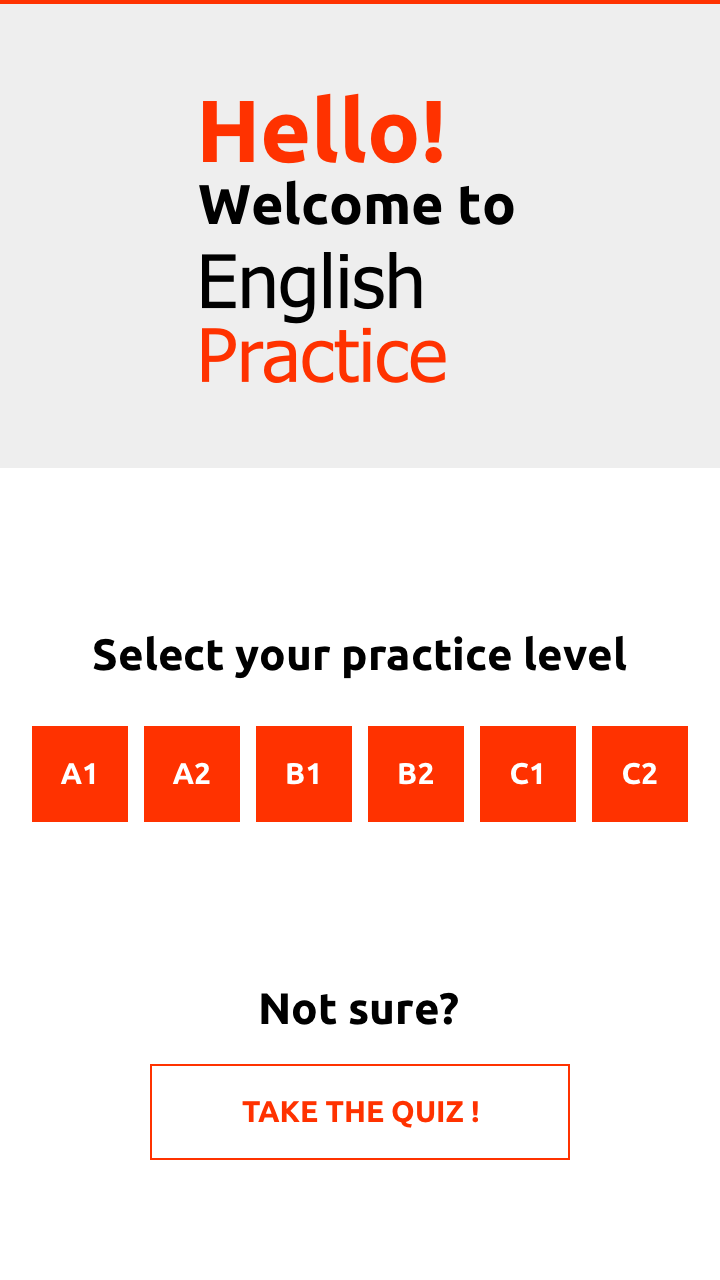 Hello!
Welcome to
English
Practice
Select your practice level
A1 A2 B1 B2 C1 C2
Not sure?
TAKE THE QUIZ !